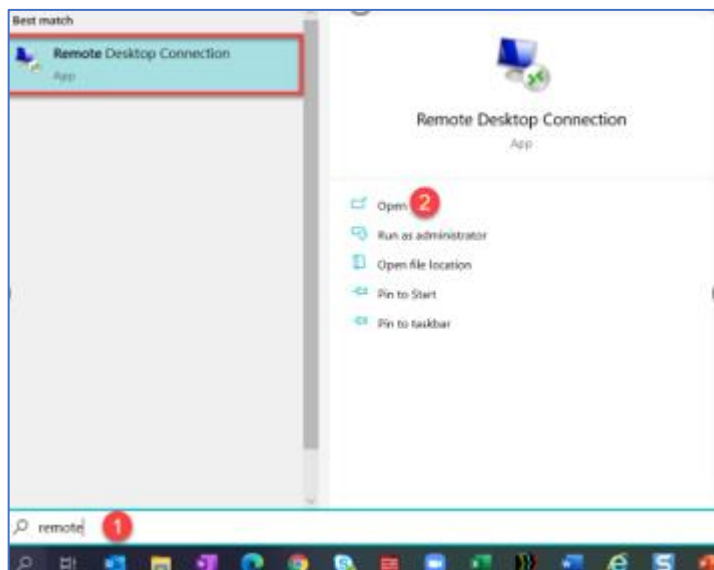 Best match
Remote Desktop Connection
App
Remote Desktop Connection
App
Open 2
Run as administrator
Open file location
Pin to Start
Pin to taskbar
remote 1